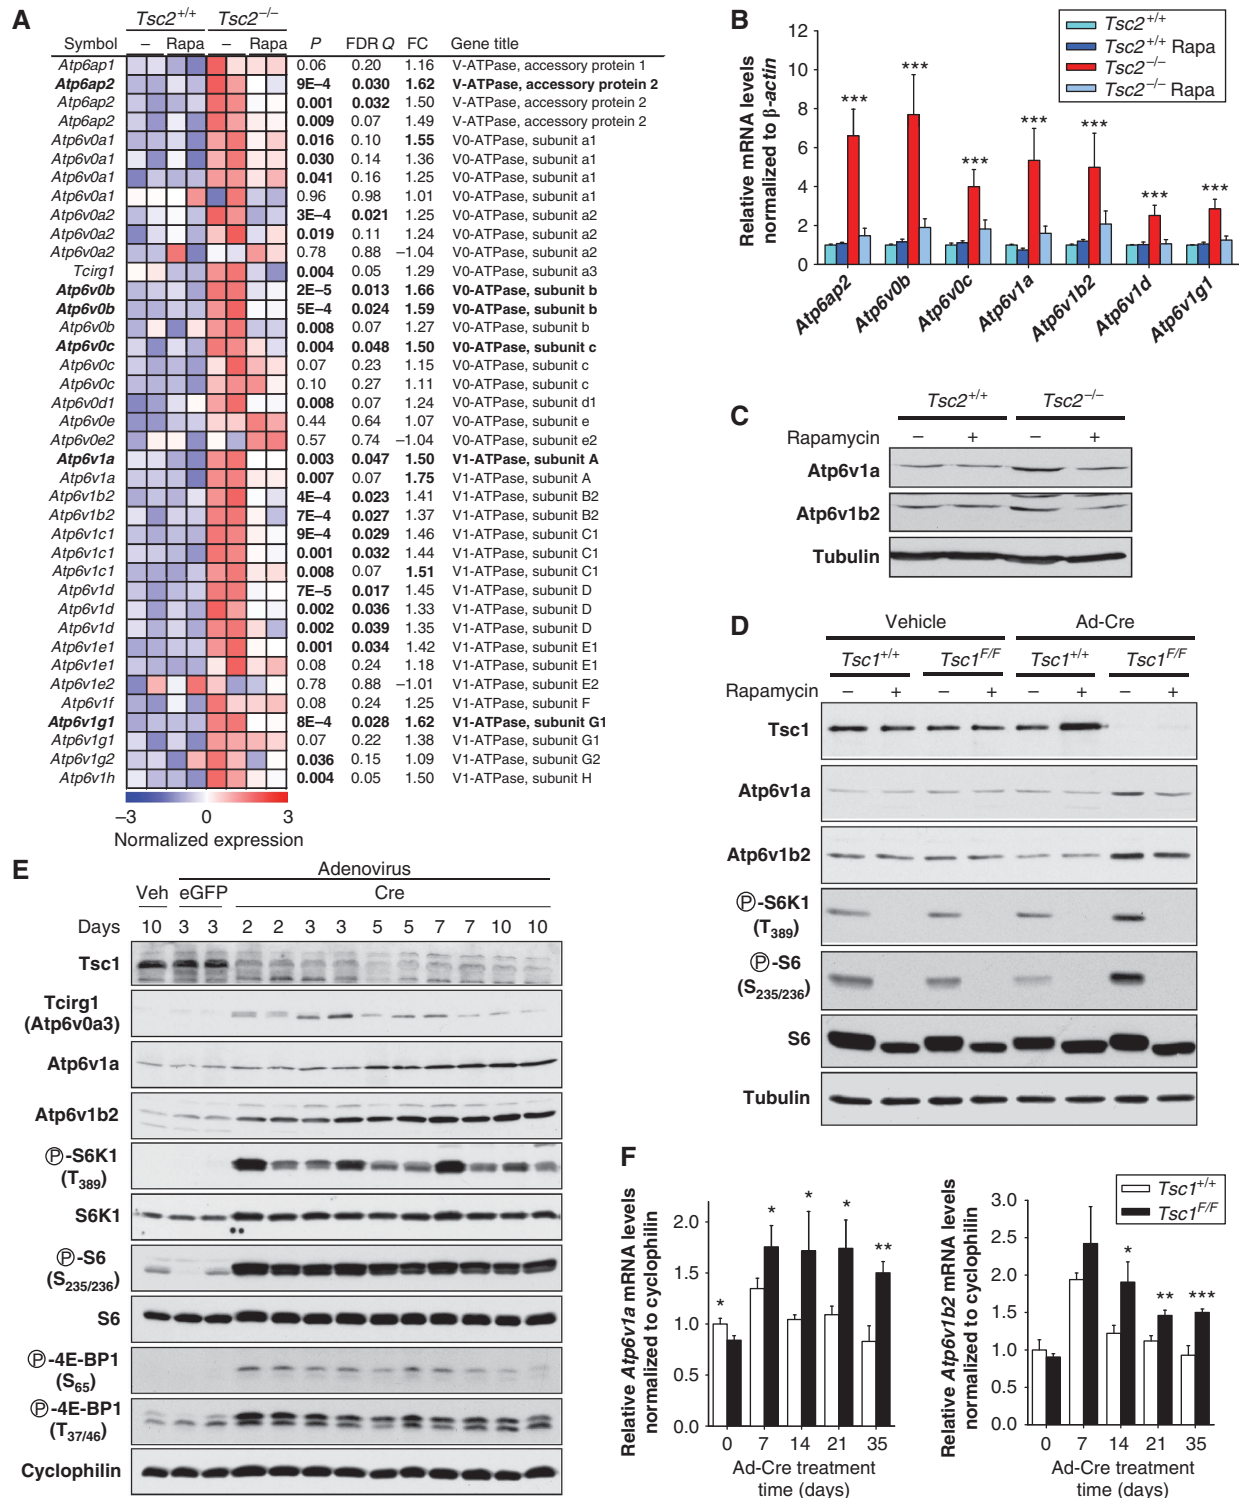 A
Tsc2+/+ Tsc2−/−
Symbol – Rapa – Rapa P FDR Q FC Gene title
Atp6ap1 0.06 0.20 1.16 V-ATPase, accessory protein 1
Atp6ap2 9E–4 0.030 1.62 V-ATPase, accessory protein 2
Atp6ap2 0.001 0.032 1.50 V-ATPase, accessory protein 2
Atp6ap2 0.009 0.07 1.49 V-ATPase, accessory protein 2
Atp6v0a1 0.016 0.10 1.55 V0-ATPase, subunit a1
Atp6v0a1 0.030 0.14 1.36 V0-ATPase, subunit a1
Atp6v0a1 0.041 0.16 1.25 V0-ATPase, subunit a1
Atp6v0a1 0.96 0.98 1.01 V0-ATPase, subunit a1
Atp6v0a2 3E–4 0.021 1.25 V0-ATPase, subunit a2
Atp6v0a2 0.019 0.11 1.24 V0-ATPase, subunit a2
Atp6v0a2 0.78 0.88 –1.04 V0-ATPase, subunit a2
Tcirg1 0.004 0.05 1.29 V0-ATPase, subunit a3
Atp6v0b 2E–5 0.013 1.66 V0-ATPase, subunit b
Atp6v0b 5E–4 0.024 1.59 V0-ATPase, subunit b
Atp6v0b 0.008 0.07 1.27 V0-ATPase, subunit b
Atp6v0c 0.004 0.048 1.50 V0-ATPase, subunit c
Atp6v0c 0.07 0.23 1.15 V0-ATPase, subunit c
Atp6v0c 0.10 0.27 1.11 V0-ATPase, subunit c
Atp6v0d1 0.008 0.07 1.24 V0-ATPase, subunit d1
Atp6v0e 0.44 0.64 1.07 V0-ATPase, subunit e
Atp6v0e2 0.57 0.74 –1.04 V0-ATPase, subunit e2
Atp6v1a 0.003 0.047 1.50 V1-ATPase, subunit A
Atp6v1a 0.007 0.07 1.75 V1-ATPase, subunit A
Atp6v1b2 4E–4 0.023 1.41 V1-ATPase, subunit B2
Atp6v1b2 7E–4 0.027 1.37 V1-ATPase, subunit B2
Atp6v1c1 9E–4 0.029 1.46 V1-ATPase, subunit C1
Atp6v1c1 0.001 0.032 1.44 V1-ATPase, subunit C1
Atp6v1c1 0.008 0.07 1.51 V1-ATPase, subunit C1
Atp6v1d 7E–5 0.017 1.45 V1-ATPase, subunit D
Atp6v1d 0.002 0.036 1.33 V1-ATPase, subunit D
Atp6v1d 0.002 0.039 1.35 V1-ATPase, subunit D
Atp6v1e1 0.001 0.034 1.42 V1-ATPase, subunit E1
Atp6v1e1 0.08 0.24 1.18 V1-ATPase, subunit E1
Atp6v1e2 0.78 0.88 –1.01 V1-ATPase, subunit E2
Atp6v1f 0.08 0.24 1.25 V1-ATPase, subunit F
Atp6v1g1 8E–4 0.028 1.62 V1-ATPase, subunit G1
Atp6v1g1 0.07 0.22 1.38 V1-ATPase, subunit G1
Atp6v1g2 0.036 0.15 1.09 V1-ATPase, subunit G2
Atp6v1h 0.004 0.05 1.50 V1-ATPase, subunit H
–3 0 3
Normalized expression
B
Tsc2+/+
Tsc2+/+ Rapa
Tsc2−/−
Tsc2−/− Rapa
Relative mRNA levels
normalized to β-actin
12
10
8
6
4
2
0
*** *** *** *** *** *** ***
Atp6ap2 Atp6v0b Atp6v0c Atp6v1a Atp6v1b2 Atp6v1d Atp6v1g1
C
Tsc2+/+ Tsc2−/−
Rapamycin – + – +
Atp6v1a
Atp6v1b2
Tubulin
D
Vehicle Ad-Cre
Tsc1+/+ Tsc1F/F Tsc1+/+ Tsc1F/F
Rapamycin – + – + – + – +
Tsc1
Atp6v1a
Atp6v1b2
Ⓟ-S6K1
(T389)
Ⓟ-S6
(S235/236)
S6
Tubulin
E
Adenovirus
Veh eGFP Cre
Days 10 3 3 2 2 3 3 5 5 7 7 10 10
Tsc1
Tcirg1
(Atp6v0a3)
Atp6v1a
Atp6v1b2
Ⓟ-S6K1
(T389)
S6K1
Ⓟ-S6
(S235/236)
S6
Ⓟ-4E-BP1
(S65)
Ⓟ-4E-BP1
(T37/46)
Cyclophilin
F
Relative Atp6v1a mRNA levels
normalized to cyclophilin
2.0
1.5
1.0
0.5
0.0
* * * * **
0 7 14 21 35
Ad-Cre treatment
time (days)
Tsc1+/+
Tsc1F/F
Relative Atp6v1b2 mRNA levels
normalized to cyclophilin
3.0
2.5
2.0
1.5
1.0
0.5
0.0
* ** ***
0 7 14 21 35
Ad-Cre treatment
time (days)